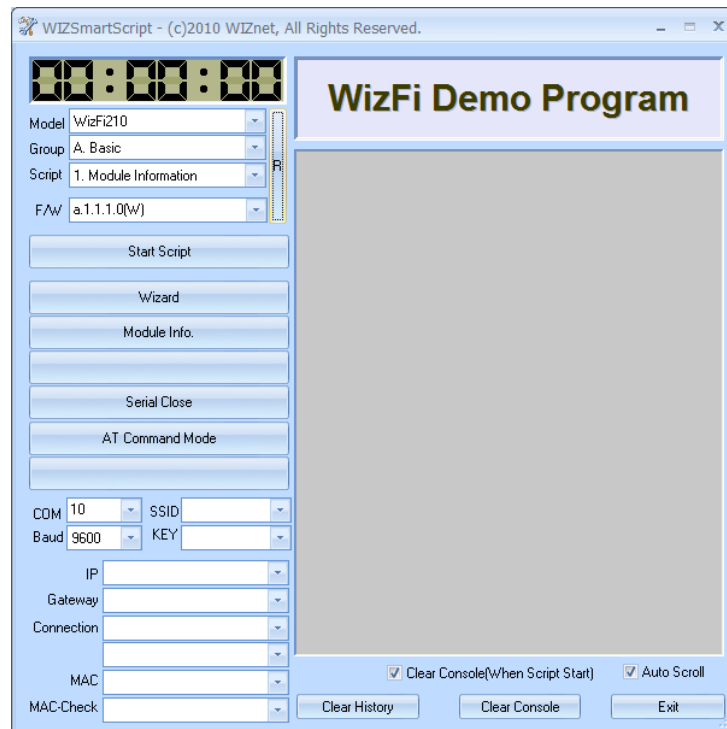 WIZSmartScript - (c)2010 WIZnet, All Rights Reserved.
00:00:00
WizFi Demo Program
Model WizFi210
Group A. Basic
Script 1. Module Information
R
F/W a.1.1.1.0(W)
Start Script
Wizard
Module Info.
Serial Close
AT Command Mode
COM 10 SSID
Baud 9600 KEY
IP
Gateway
Connection
MAC
MAC-Check
Clear Console(When Script Start) Auto Scroll
Clear History Clear Console Exit